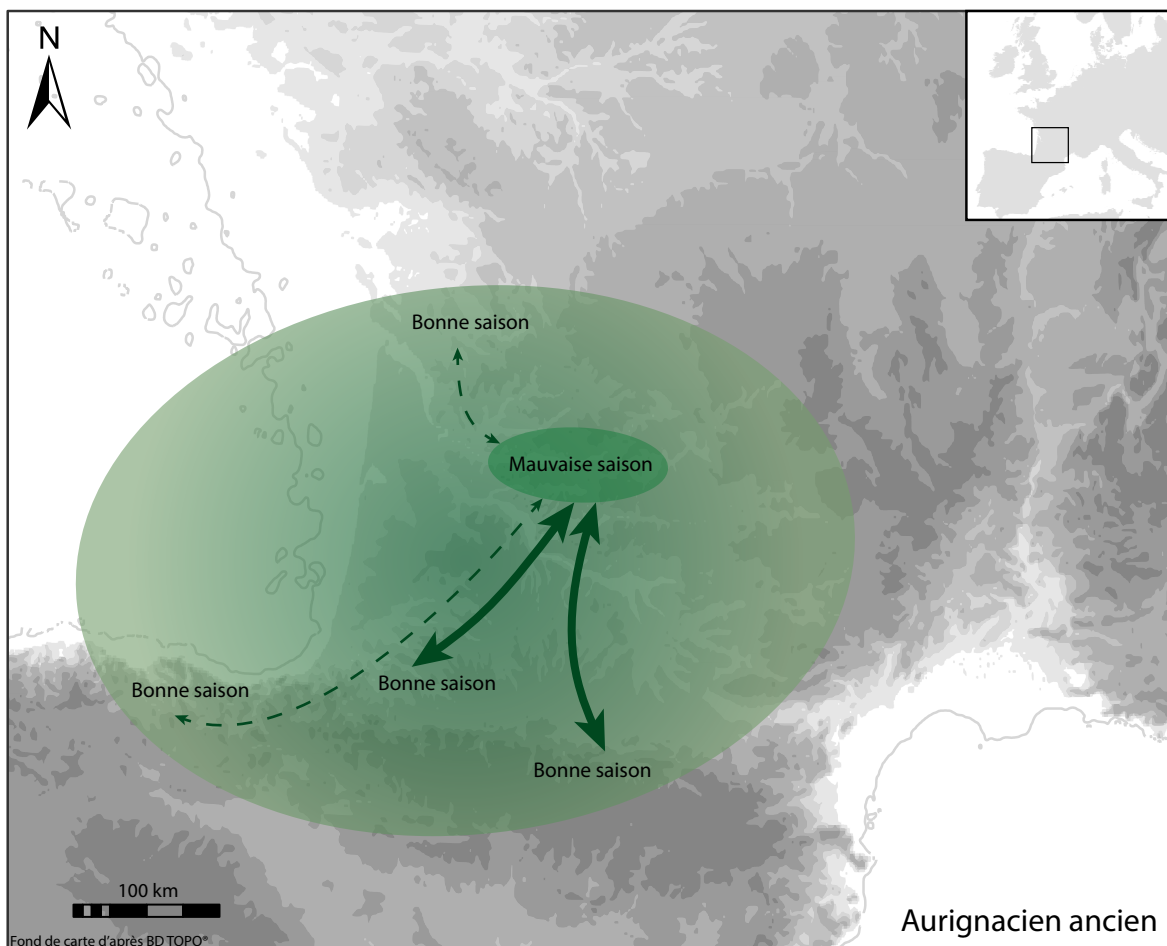 N
Bonne saison
Mauvaise saison
Bonne saison
Bonne saison
Bonne saison
100 km
Aurignacien ancien
Fond de carte d'après BD TOPO®